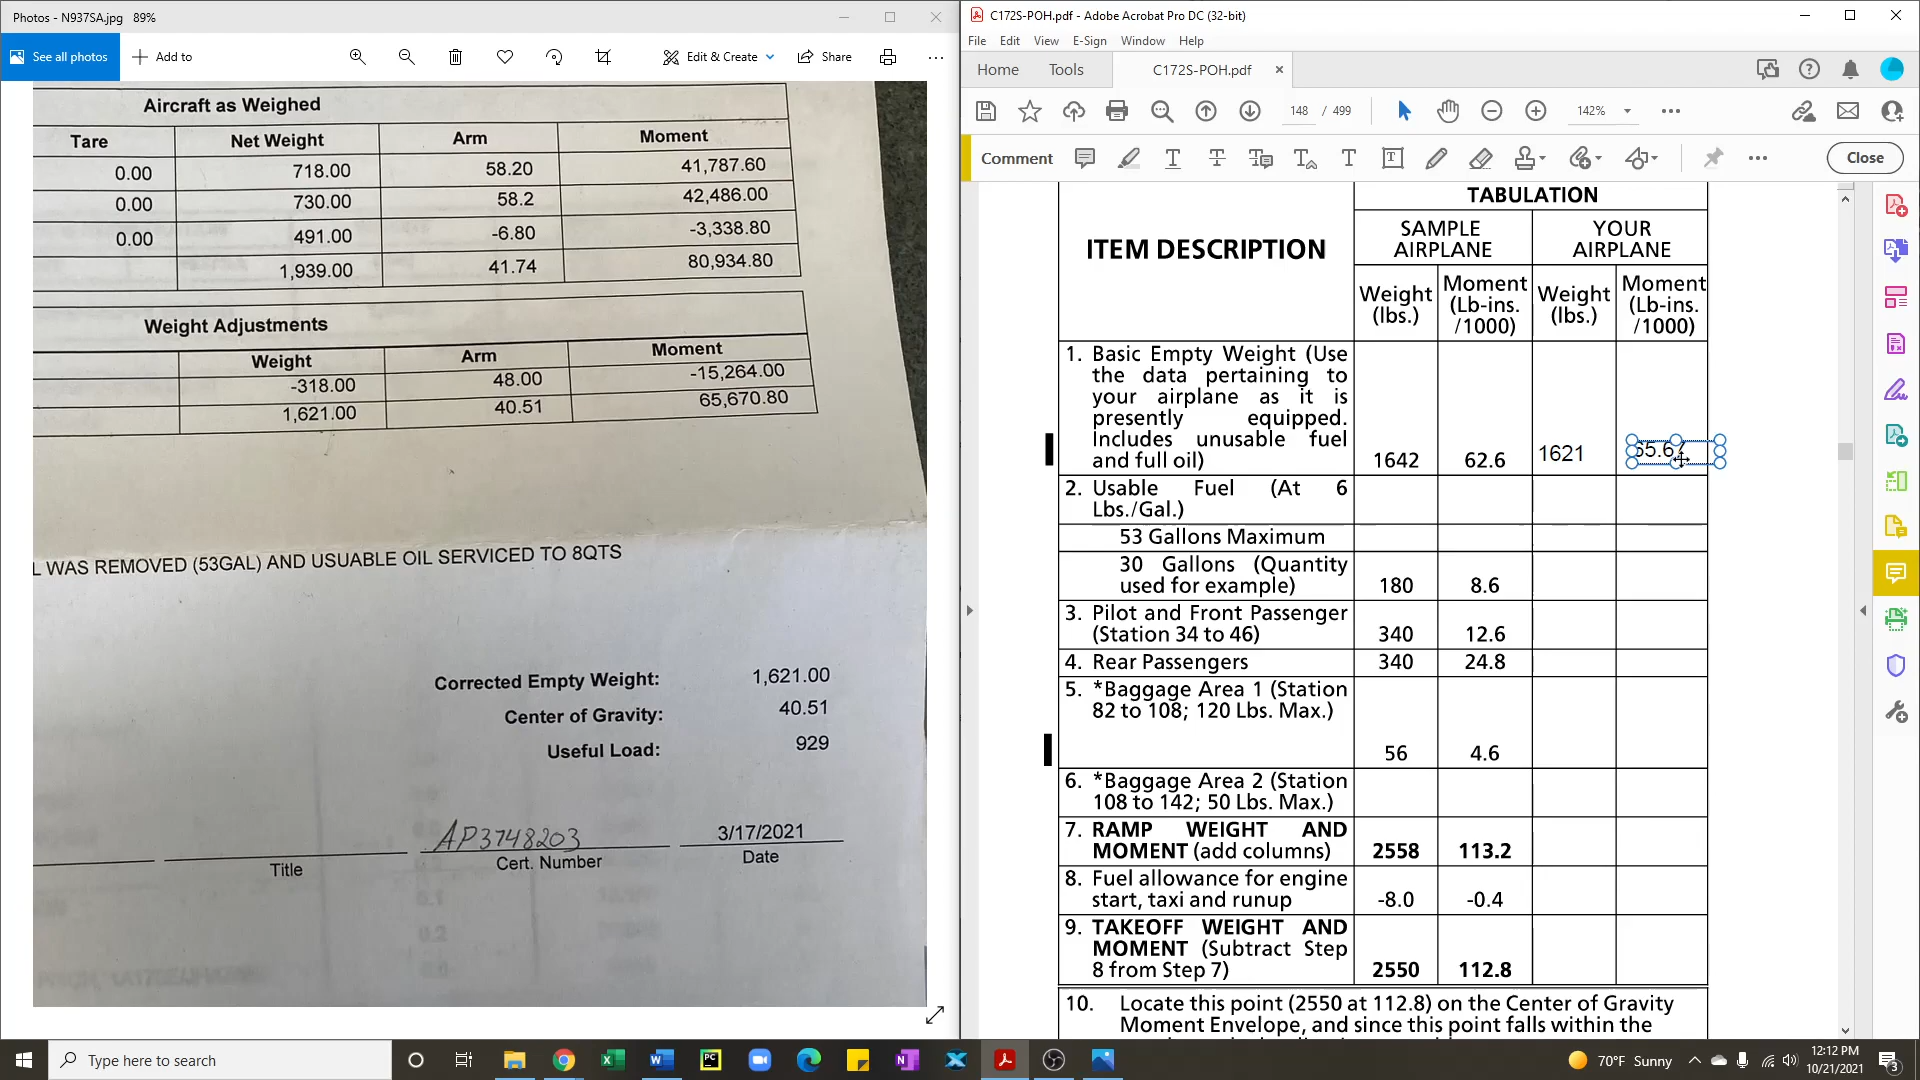 Photos - N937SA.jpg 89%
See all photos
Add to
Edit & Create
Share
Aircraft as Weighed
Tare Net Weight Arm Moment
0.00 718.00 58.20 41,787.60
0.00 730.00 58.2 42,486.00
0.00 491.00 -6.80 -3,338.80
1,939.00 41.74 80,934.80
Weight Adjustments
Weight Arm Moment
-318.00 48.00 -15,264.00
1,621.00 40.51 65,670.80
L WAS REMOVED (53GAL) AND USUABLE OIL SERVICED TO 8QTS
Corrected Empty Weight: 1,621.00
Center of Gravity: 40.51
Useful Load: 929
AP3748203 3/17/2021
Title Cert. Number Date
C172S-POH.pdf - Adobe Acrobat Pro DC (32-bit)
File Edit View E-Sign Window Help
Home Tools C172S-POH.pdf
148 / 499 142%
Comment Close
TABULATION
ITEM DESCRIPTION
SAMPLE AIRPLANE
YOUR AIRPLANE
Weight (lbs.)
Moment (Lb-ins. /1000)
Weight (lbs.)
Moment (Lb-ins. /1000)
1. Basic Empty Weight (Use
the data pertaining to
your airplane as it is
presently equipped.
Includes unusable fuel
and full oil) 1642 62.6 1621 65.67
2. Usable Fuel (At 6
Lbs./Gal.)
53 Gallons Maximum
30 Gallons (Quantity
used for example) 180 8.6
3. Pilot and Front Passenger
(Station 34 to 46) 340 12.6
4. Rear Passengers 340 24.8
5. *Baggage Area 1 (Station
82 to 108; 120 Lbs. Max.)
56 4.6
6. *Baggage Area 2 (Station
108 to 142; 50 Lbs. Max.)
7. RAMP WEIGHT AND
MOMENT (add columns) 2558 113.2
8. Fuel allowance for engine
start, taxi and runup -8.0 -0.4
9. TAKEOFF WEIGHT AND
MOMENT (Subtract Step
8 from Step 7) 2550 112.8
10. Locate this point (2550 at 112.8) on the Center of Gravity
Moment Envelope, and since this point falls within the
Type here to search
70°F Sunny
12:12 PM
10/21/2021
3